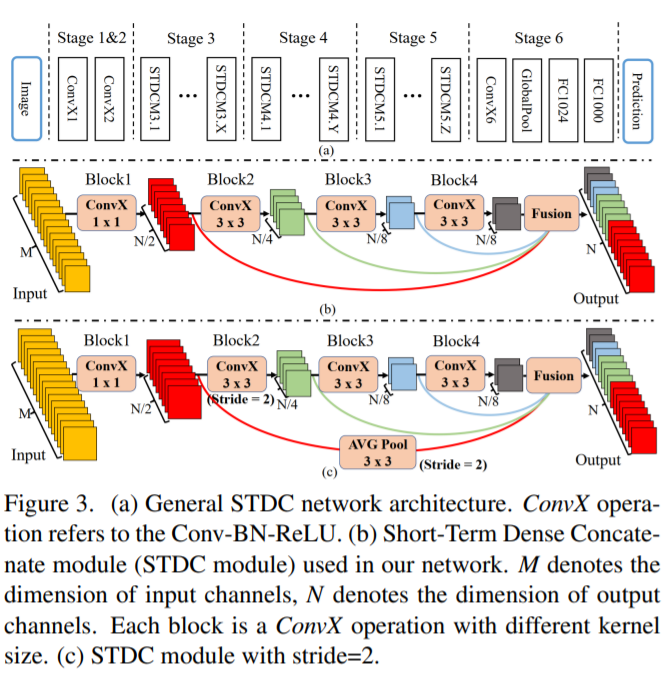 Stage 1&2 Stage 3 Stage 4 Stage 5 Stage 6
Image ConvX1 ConvX2 STDCM3.1 ... STDCM3.X STDCM4.1 ... STDCM4.Y STDCM5.1 ... STDCM5.Z ConvX6 GlobalPool FC1024 FC1000 Prediction
(a)
Block1 Block2 Block3 Block4
ConvX ConvX ConvX ConvX
1 x 1 3 x 3 3 x 3 3 x 3 Fusion
M N/2 N/4 N/8 N/8 N
Input Output
(b)
Block1 Block2 Block3 Block4
ConvX ConvX ConvX ConvX
1 x 1 3 x 3 3 x 3 3 x 3 Fusion
(Stride = 2)
M N/2 N/4 N/8 N/8 N
AVG Pool
3 x 3 (Stride = 2)
Input Output
(c)
Figure 3. (a) General STDC network architecture. ConvX opera-
tion refers to the Conv-BN-ReLU. (b) Short-Term Dense Concate-
nate module (STDC module) used in our network. M denotes the
dimension of input channels, N denotes the dimension of output
channels. Each block is a ConvX operation with different kernel
size. (c) STDC module with stride=2.